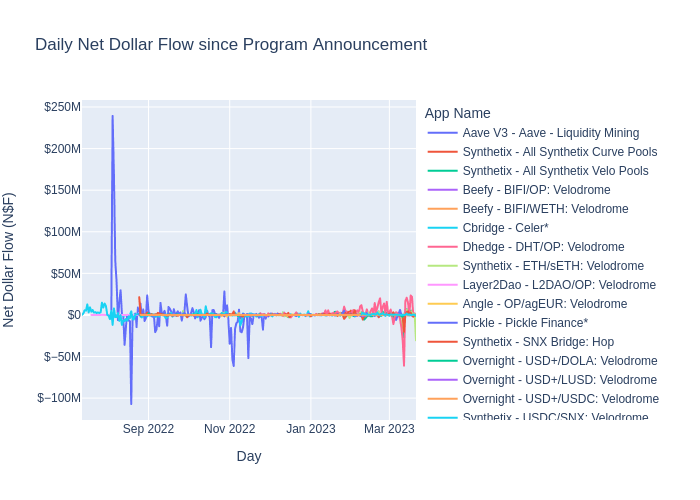 Daily Net Dollar Flow since Program Announcement
Net Dollar Flow (N$F)
$250M
$200M
$150M
$100M
$50M
$0
$−50M
$−100M
Sep 2022
Nov 2022
Jan 2023
Mar 2023
Day
App Name
Aave V3 - Aave - Liquidity Mining
Synthetix - All Synthetix Curve Pools
Synthetix - All Synthetix Velo Pools
Beefy - BIFI/OP: Velodrome
Beefy - BIFI/WETH: Velodrome
Cbridge - Celer*
Dhedge - DHT/OP: Velodrome
Synthetix - ETH/sETH: Velodrome
Layer2Dao - L2DAO/OP: Velodrome
Angle - OP/agEUR: Velodrome
Pickle - Pickle Finance*
Synthetix - SNX Bridge: Hop
Overnight - USD+/DOLA: Velodrome
Overnight - USD+/LUSD: Velodrome
Overnight - USD+/USDC: Velodrome
Synthetix - USDC/SNX: Velodrome